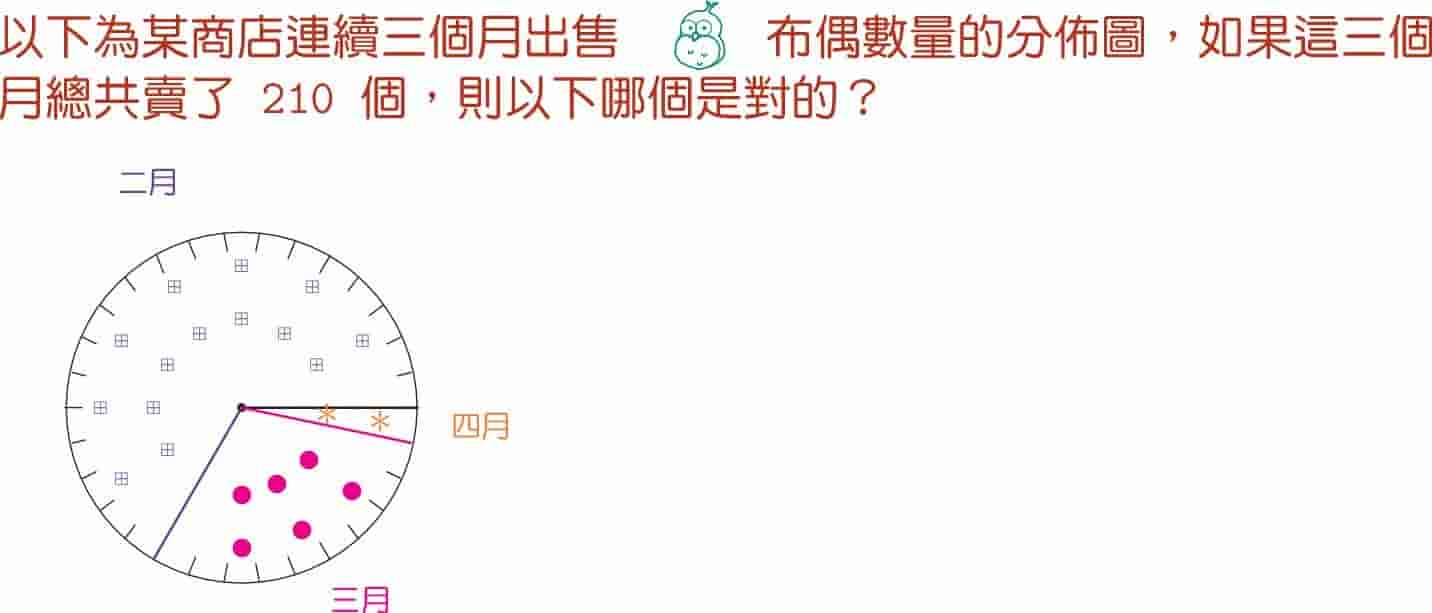 以下為某商店連續三個月出售 布偶數量的分佈圖，如果這三個
月總共賣了 210 個，則以下哪個是對的？
二月
四月
三月